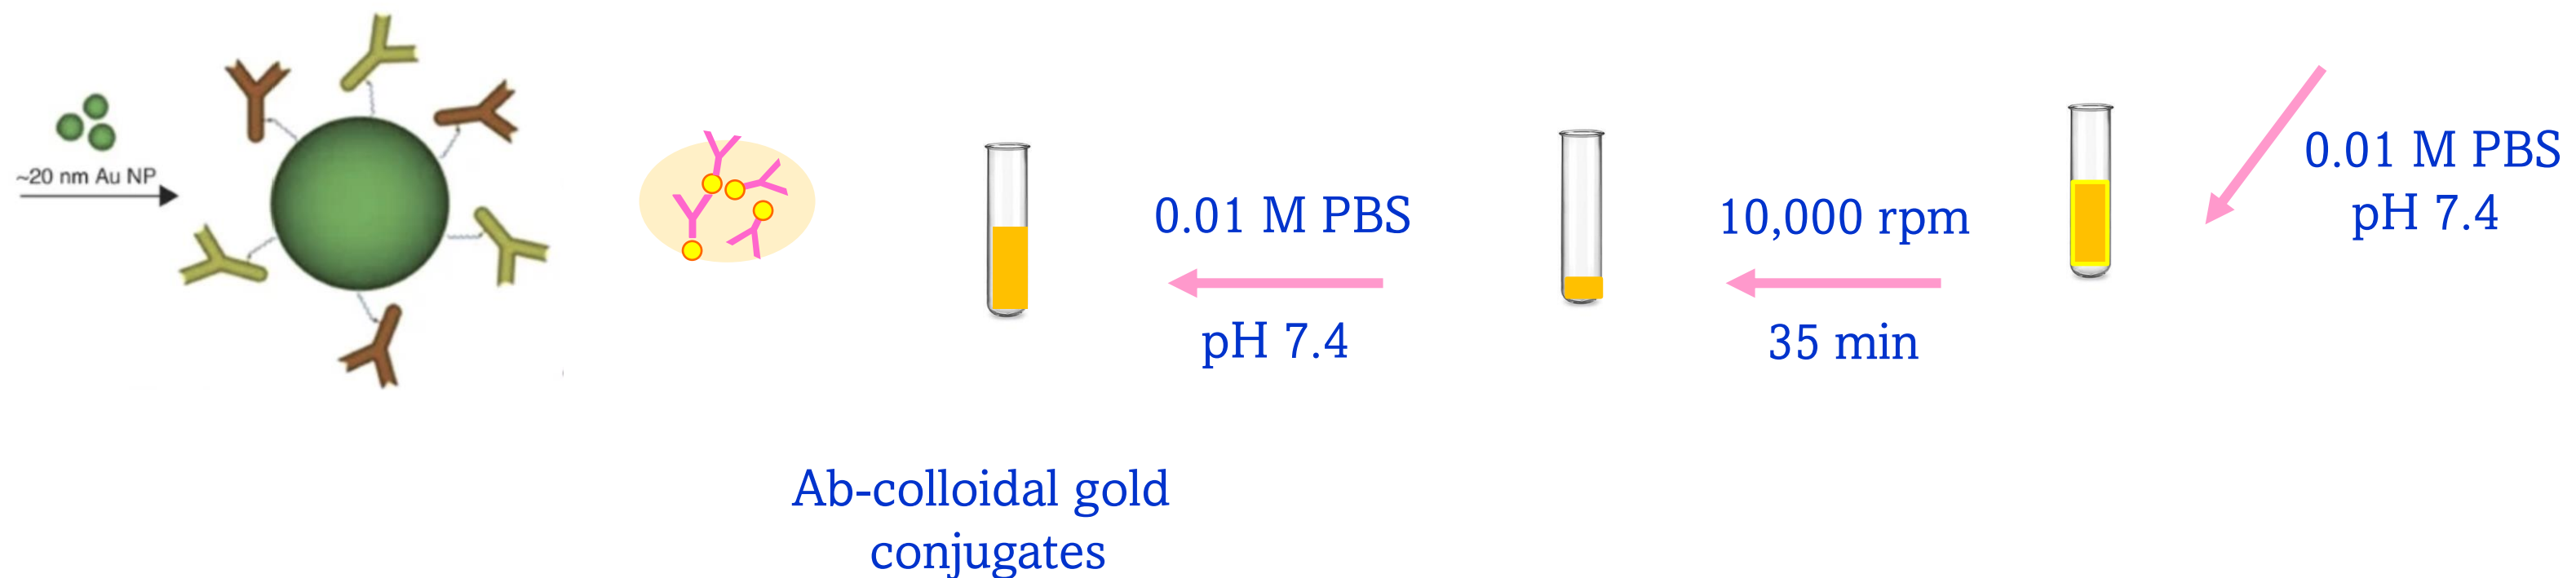 ~20 nm Au NP
0.01 M PBS
pH 7.4
10,000 rpm
35 min
0.01 M PBS
pH 7.4
Ab-colloidal gold
conjugates